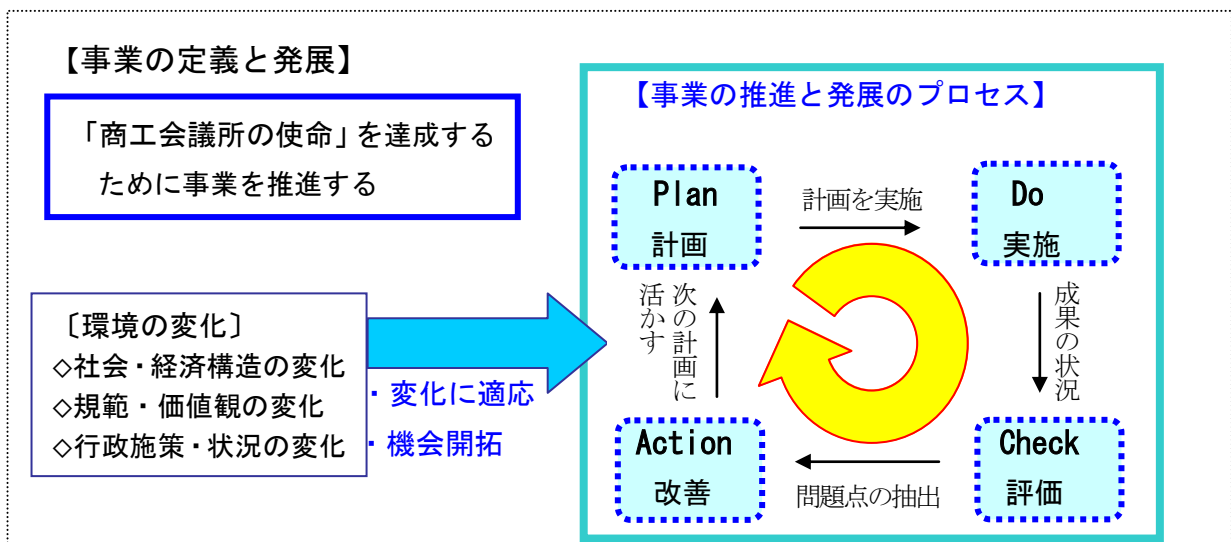 【事業の定義と発展】
「商工会議所の使命」を達成する
ために事業を推進する
〔環境の変化〕
◇社会・経済構造の変化
◇規範・価値観の変化
◇行政施策・状況の変化
・変化に適応
・機会開拓
【事業の推進と発展のプロセス】
Plan
計画
計画を実施
Do
実施
成果の状況
Check
評価
問題点の抽出
Action
改善
次の計画に
活かす